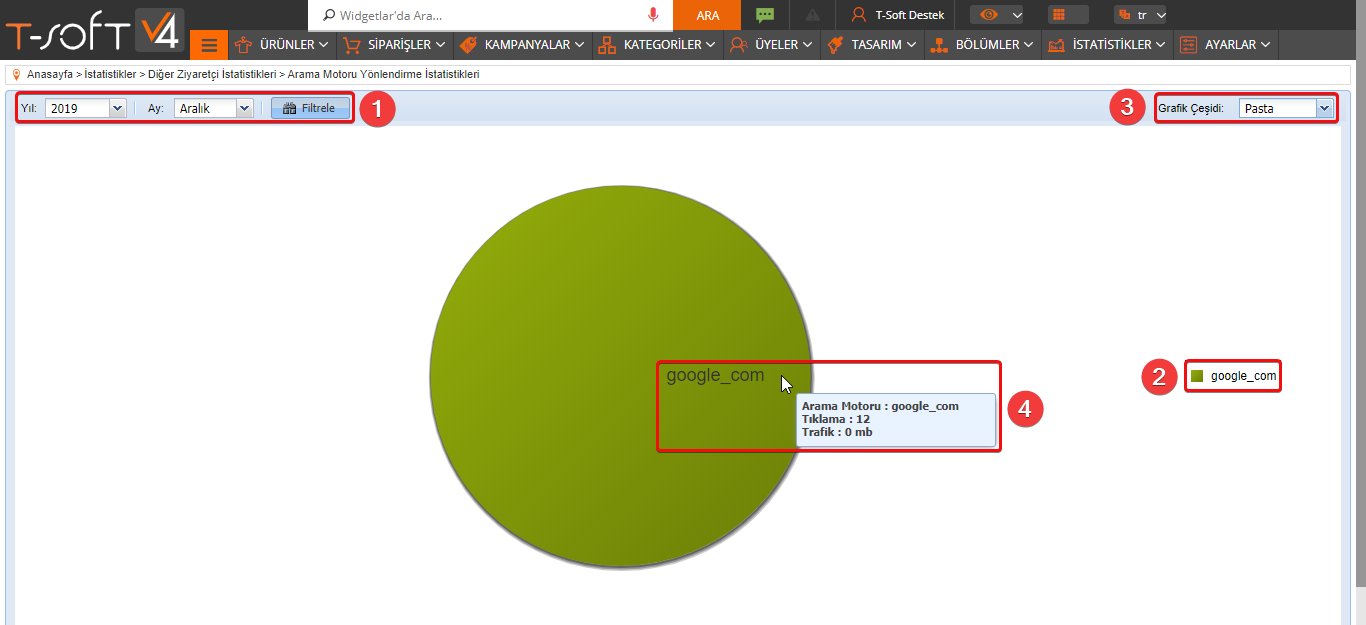 T-SOFT V4
Widgetlar'da Ara...
ARA
T-Soft Destek
tr
ÜRÜNLER
SİPARİŞLER
KAMPANYALAR
KATEGORİLER
ÜYELER
TASARIM
BÖLÜMLER
İSTATİSTİKLER
AYARLAR
Anasayfa > İstatistikler > Diğer Ziyaretçi İstatistikleri > Arama Motoru Yönlendirme İstatistikleri
Yıl: 2019 Ay: Aralık Filtrele
1
3
Grafik Çeşidi: Pasta
google_com
2
google_com
Arama Motoru : google_com
Tıklama : 12
Trafik : 0 mb
4